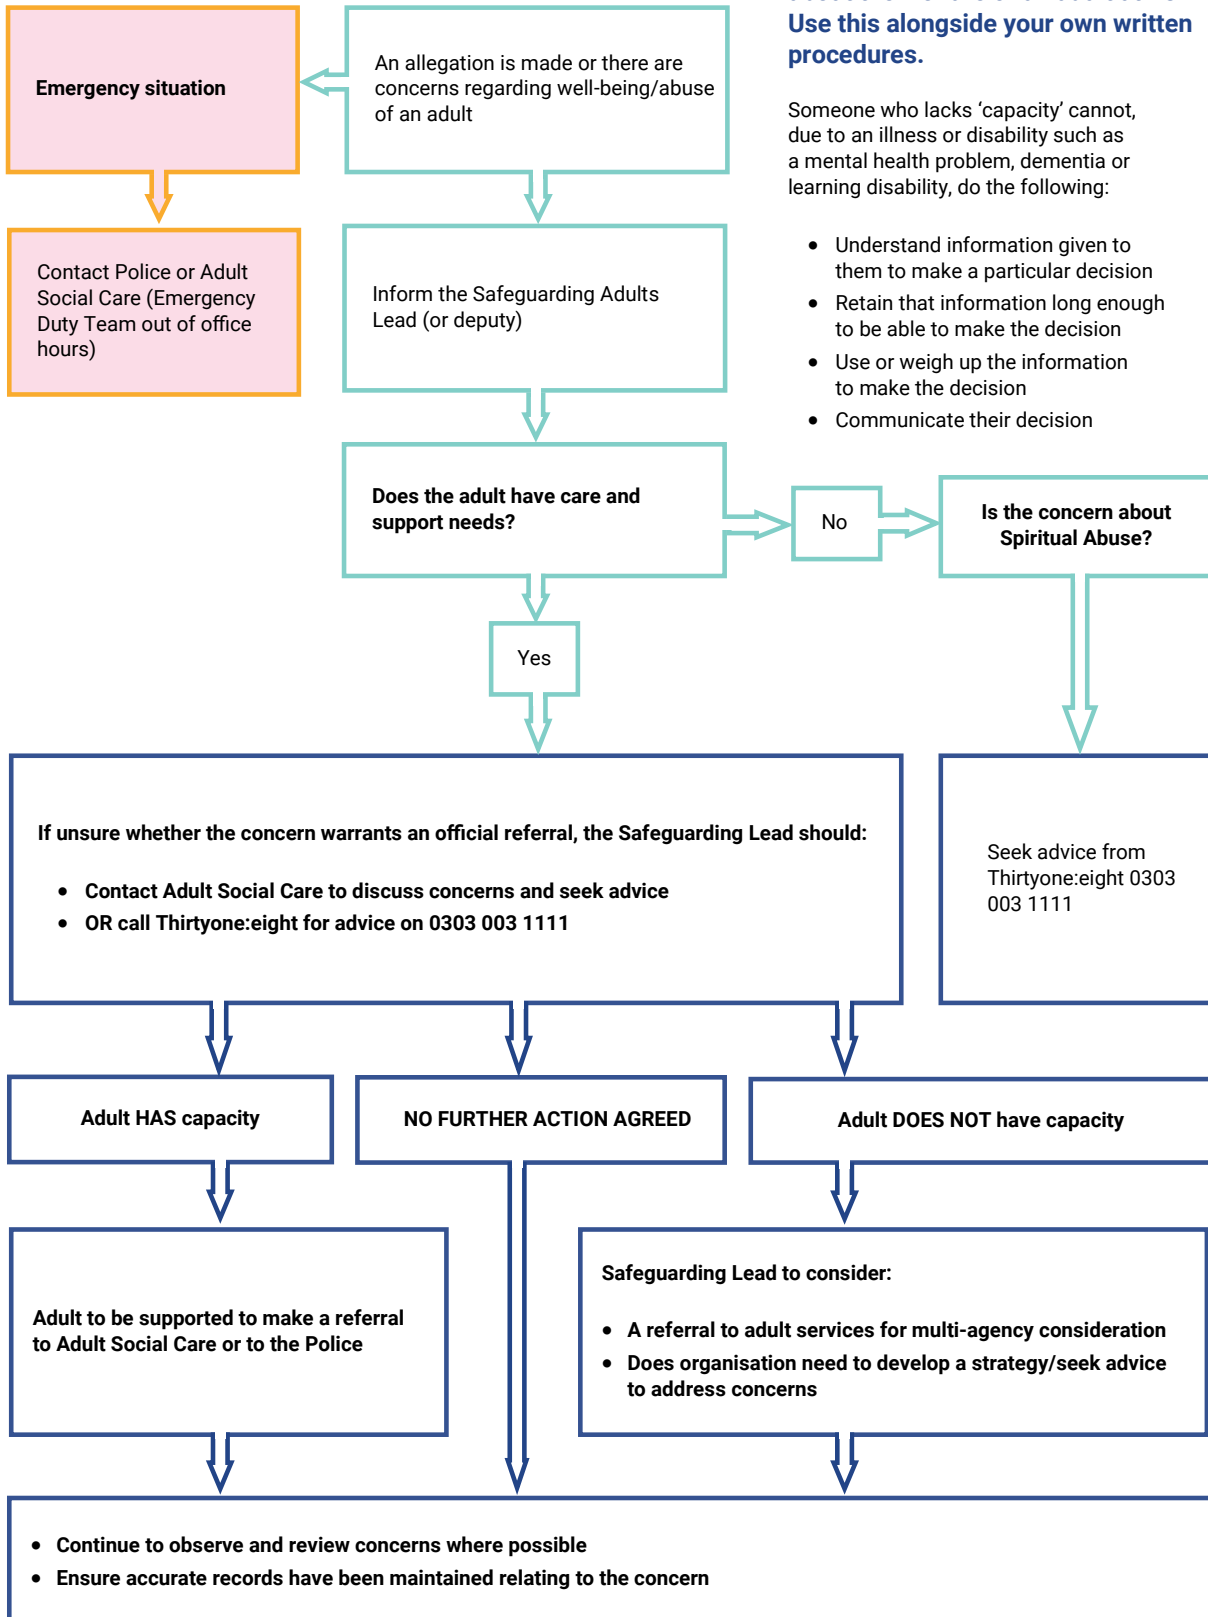 Use this alongside your own written
procedures.
Emergency situation
An allegation is made or there are
concerns regarding well-being/abuse
of an adult
Someone who lacks ‘capacity’ cannot,
due to an illness or disability such as
a mental health problem, dementia or
learning disability, do the following:
• Understand information given to
them to make a particular decision
• Retain that information long enough
to be able to make the decision
• Use or weigh up the information
to make the decision
• Communicate their decision
Contact Police or Adult
Social Care (Emergency
Duty Team out of office
hours)
Inform the Safeguarding Adults
Lead (or deputy)
Does the adult have care and
support needs?
No
Is the concern about
Spiritual Abuse?
Yes
If unsure whether the concern warrants an official referral, the Safeguarding Lead should:
• Contact Adult Social Care to discuss concerns and seek advice
• OR call Thirtyone:eight for advice on 0303 003 1111
Seek advice from
Thirtyone:eight 0303
003 1111
Adult HAS capacity
NO FURTHER ACTION AGREED
Adult DOES NOT have capacity
Adult to be supported to make a referral
to Adult Social Care or to the Police
Safeguarding Lead to consider:
• A referral to adult services for multi-agency consideration
• Does organisation need to develop a strategy/seek advice
to address concerns
• Continue to observe and review concerns where possible
• Ensure accurate records have been maintained relating to the concern